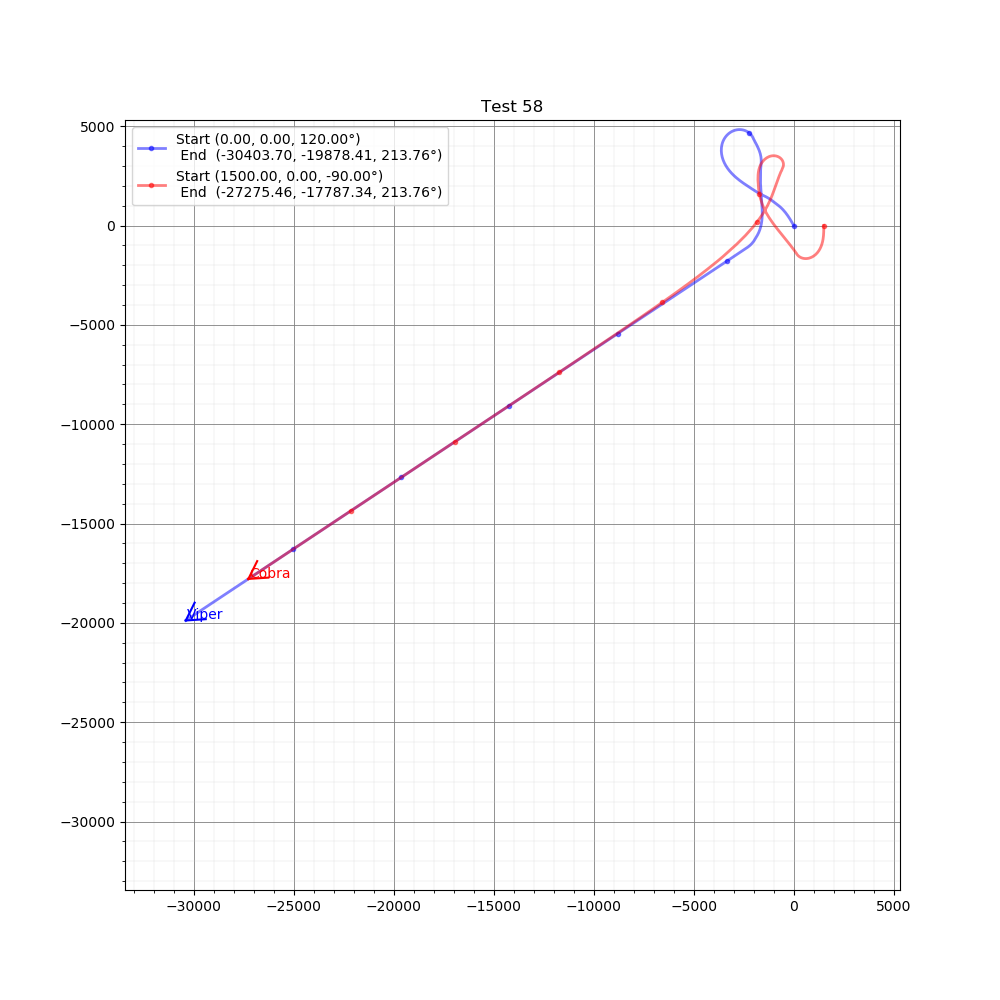 Test 58
Start (0.00, 0.00, 120.00°)
End (-30403.70, -19878.41, 213.76°)
Start (1500.00, 0.00, -90.00°)
End (-27275.46, -17787.34, 213.76°)
5000
0
−5000
−10000
−15000
−20000
−25000
−30000
Cobra
Viper
−30000
−25000
−20000
−15000
−10000
−5000
0
5000